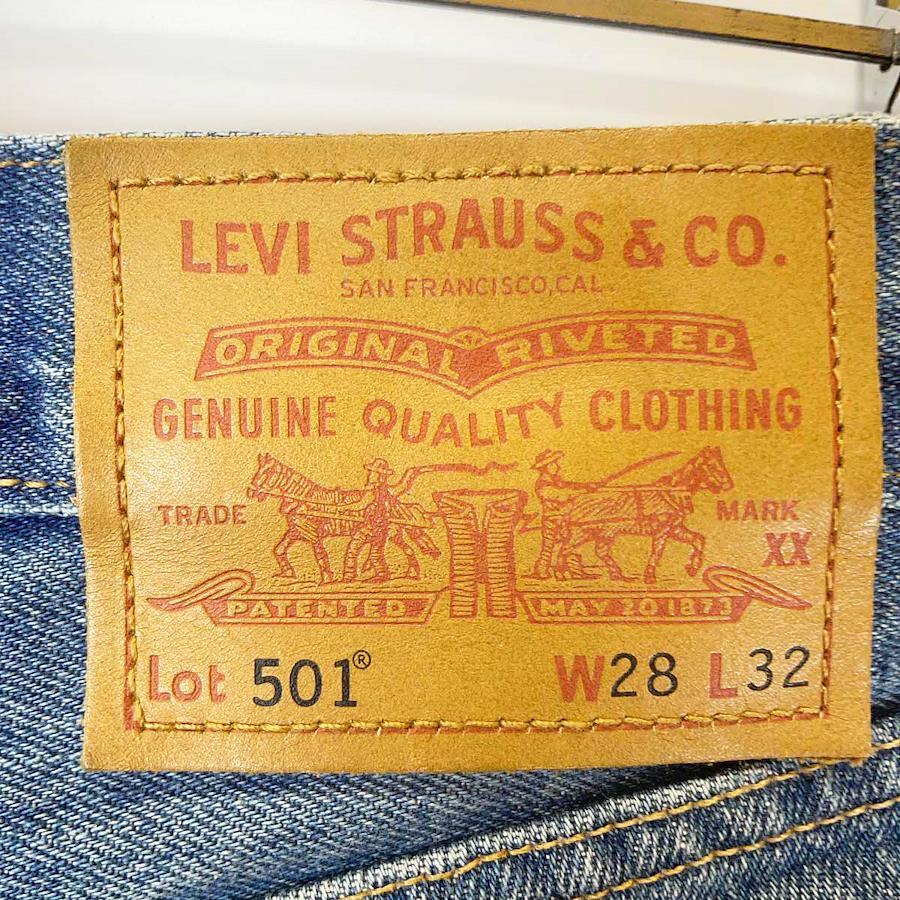 LEVI STRAUSS & CO.
SAN FRANCISCO, CAL.
ORIGINAL RIVETED
GENUINE QUALITY CLOTHING
TRADE MARK
XX
PATENTED MAY 20 1873
Lot 501® W28 L32